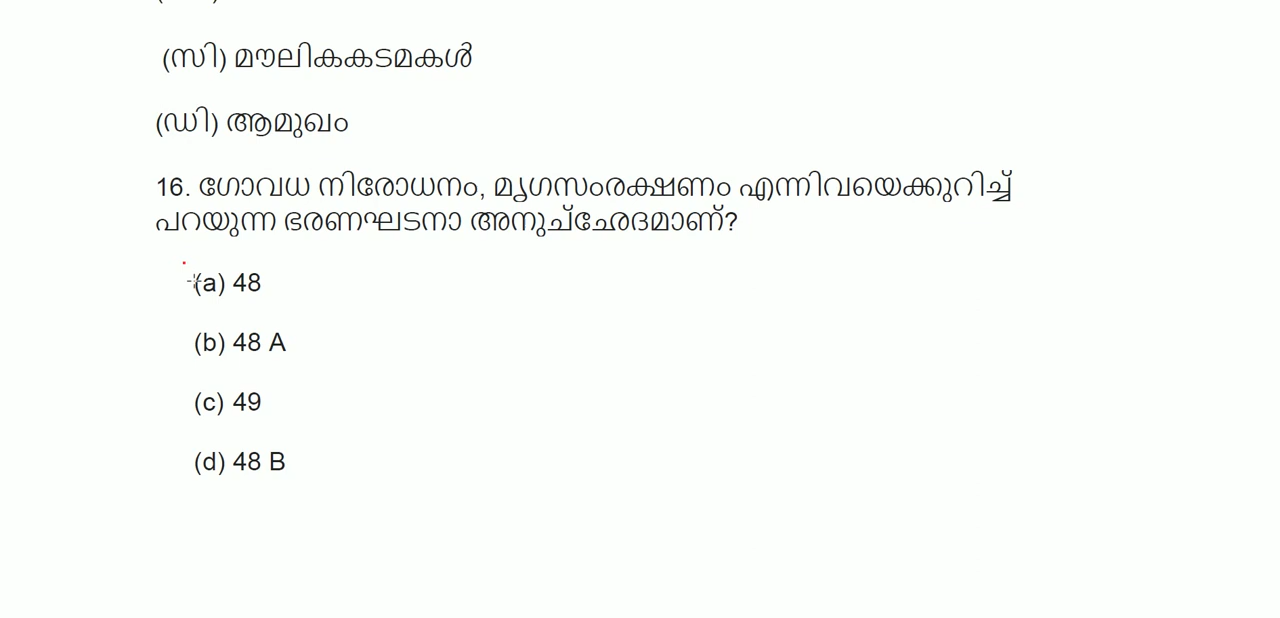 (സി) മൗലികകടമകൾ
(ഡി) ആമുഖം
16. ഗോവധ നിരോധനം, മൃഗസംരക്ഷണം എന്നിവയെക്കുറിച്ച്
പറയുന്ന ഭരണഘടനാ അനുച്ഛേദമാണ്?
(a) 48
(b) 48 A
(c) 49
(d) 48 B